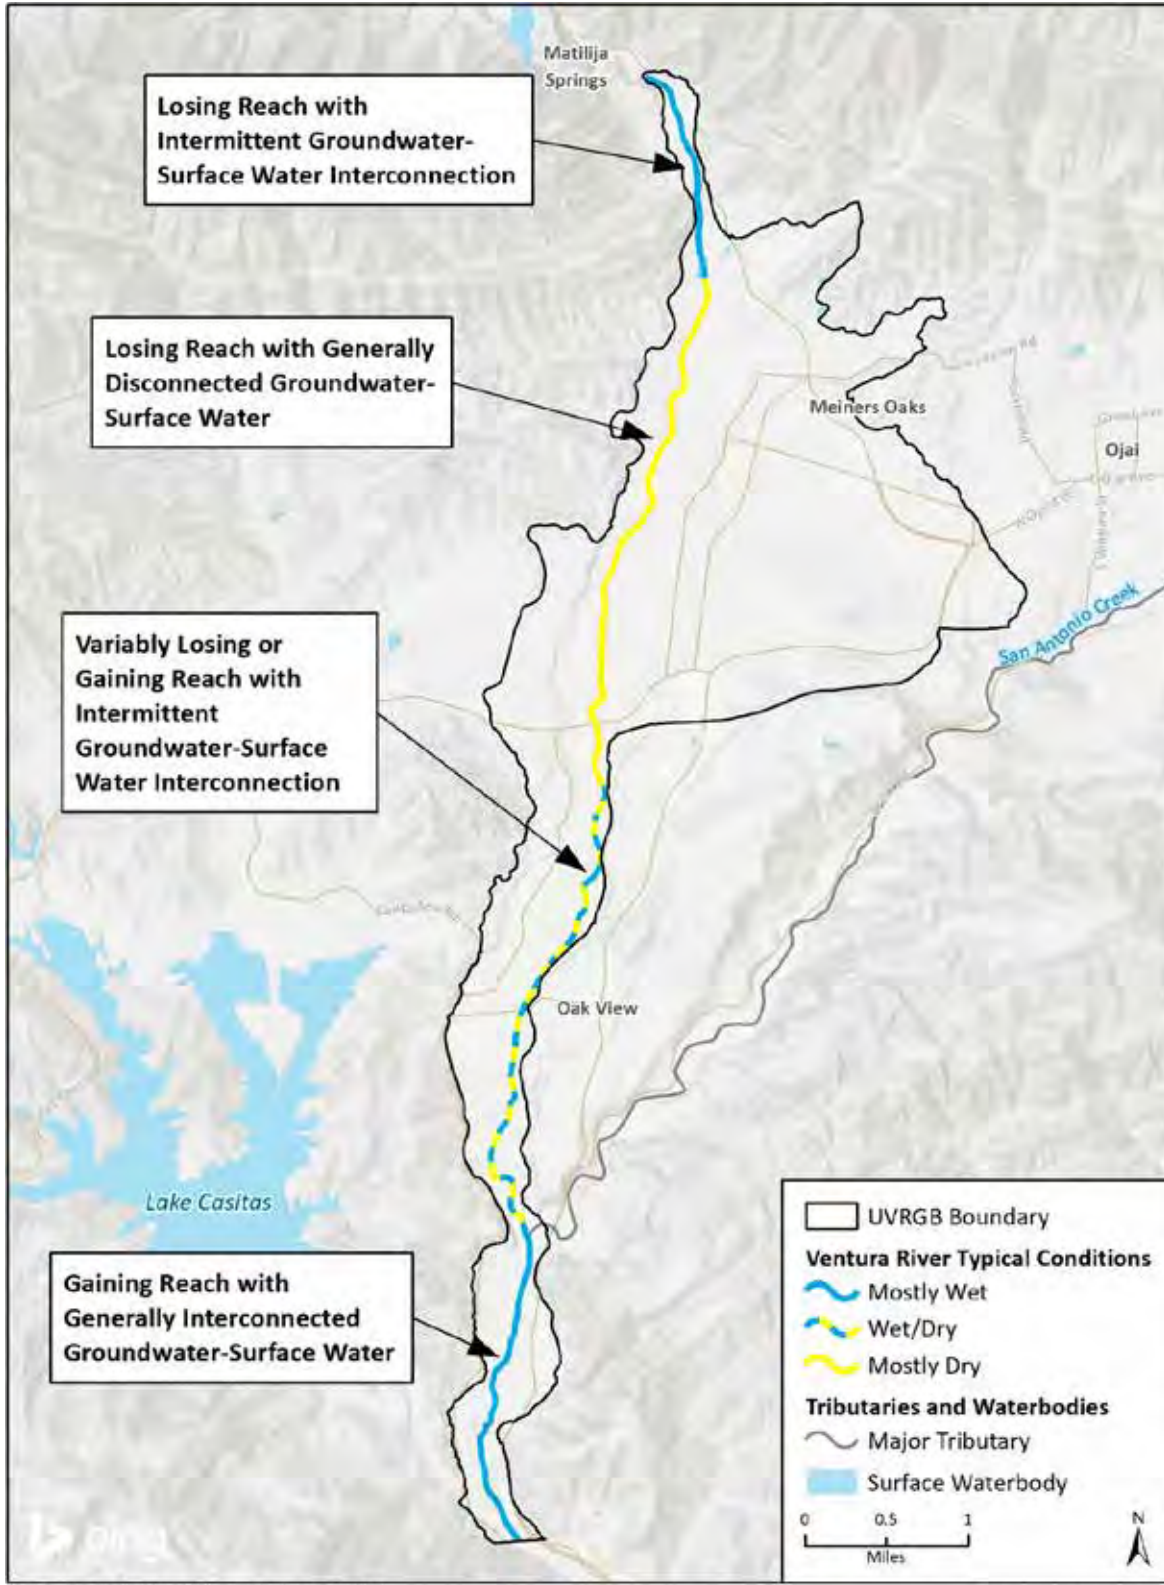 Matilija
Springs
Losing Reach with
Intermittent Groundwater-
Surface Water Interconnection
Losing Reach with Generally
Disconnected Groundwater-
Surface Water
Meiners Oaks
Ojai
San Antonio Creek
Variably Losing or
Gaining Reach with
Intermittent
Groundwater-Surface
Water Interconnection
Oak View
Lake Casitas
Gaining Reach with
Generally Interconnected
Groundwater-Surface Water
UVRGB Boundary
Ventura River Typical Conditions
Mostly Wet
Wet/Dry
Mostly Dry
Tributaries and Waterbodies
Major Tributary
Surface Waterbody
0 0.5 1
Miles
N
bing